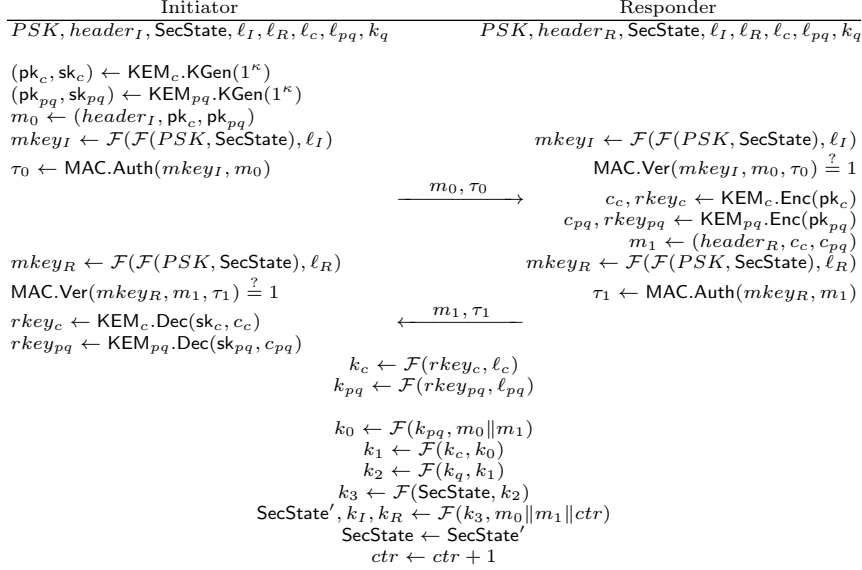 Initiator Responder
PSK, header_I, SecState, ℓ_I, ℓ_R, ℓ_c, ℓ_pq, k_q PSK, header_R, SecState, ℓ_I, ℓ_R, ℓ_c, ℓ_pq, k_q
(pk_c, sk_c) ← KEM_c.KGen(1^κ)
(pk_pq, sk_pq) ← KEM_pq.KGen(1^κ)
m_0 ← (header_I, pk_c, pk_pq)
mkey_I ← F(F(PSK, SecState), ℓ_I) mkey_I ← F(F(PSK, SecState), ℓ_I)
τ_0 ← MAC.Auth(mkey_I, m_0) MAC.Ver(mkey_I, m_0, τ_0) ≟ 1
m_0, τ_0 c_c, rkey_c ← KEM_c.Enc(pk_c)
c_pq, rkey_pq ← KEM_pq.Enc(pk_pq)
m_1 ← (header_R, c_c, c_pq)
mkey_R ← F(F(PSK, SecState), ℓ_R) mkey_R ← F(F(PSK, SecState), ℓ_R)
MAC.Ver(mkey_R, m_1, τ_1) ≟ 1 τ_1 ← MAC.Auth(mkey_R, m_1)
rkey_c ← KEM_c.Dec(sk_c, c_c) m_1, τ_1
rkey_pq ← KEM_pq.Dec(sk_pq, c_pq)
k_c ← F(rkey_c, ℓ_c)
k_pq ← F(rkey_pq, ℓ_pq)
k_0 ← F(k_pq, m_0‖m_1)
k_1 ← F(k_c, k_0)
k_2 ← F(k_q, k_1)
k_3 ← F(SecState, k_2)
SecState′, k_I, k_R ← F(k_3, m_0‖m_1‖ctr)
SecState ← SecState′
ctr ← ctr + 1